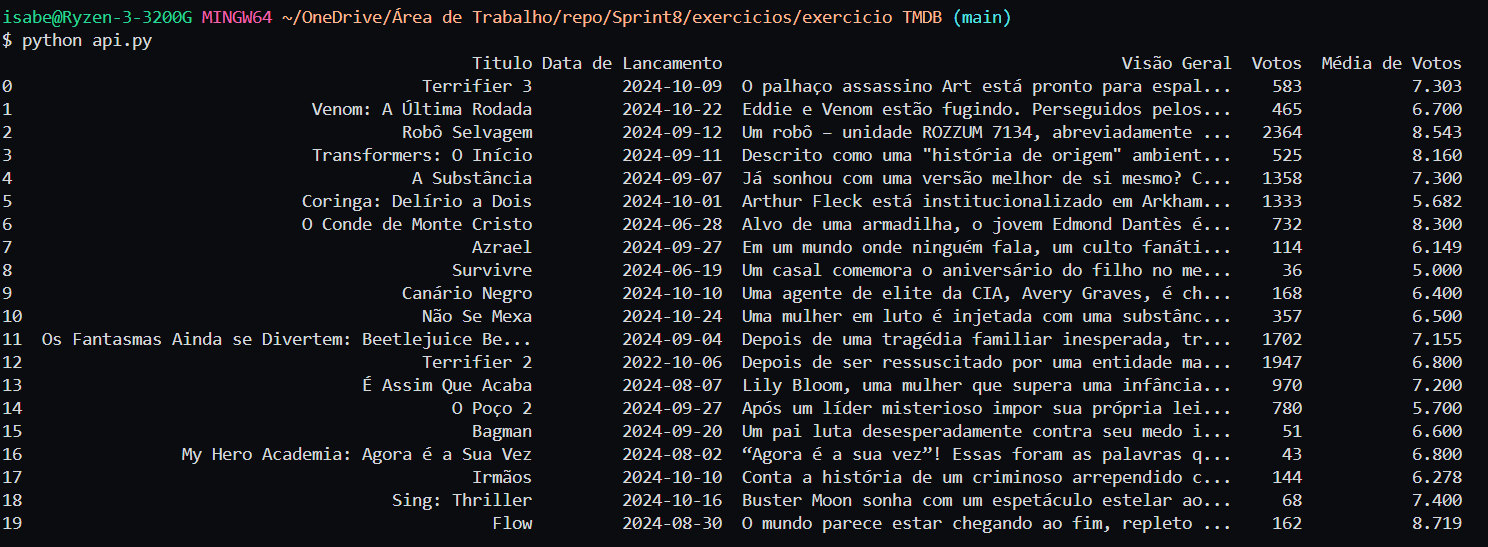 isabe@Ryzen-3-3200G MINGW64 ~/OneDrive/Área de Trabalho/repo/Sprint8/exercicios/exercicio TMDB (main)
$ python api.py
Titulo Data de Lancamento Visão Geral Votos Média de Votos
0 Terrifier 3 2024-10-09 O palhaço assassino Art está pronto para espal... 583 7.303
1 Venom: A Última Rodada 2024-10-22 Eddie e Venom estão fugindo. Perseguidos pelos... 465 6.700
2 Robô Selvagem 2024-09-12 Um robô – unidade ROZZUM 7134, abreviadamente ... 2364 8.543
3 Transformers: O Início 2024-09-11 Descrito como uma "história de origem" ambient... 525 8.160
4 A Substância 2024-09-07 Já sonhou com uma versão melhor de si mesmo? C... 1358 7.300
5 Coringa: Delírio a Dois 2024-10-01 Arthur Fleck está institucionalizado em Arkham... 1333 5.682
6 O Conde de Monte Cristo 2024-06-28 Alvo de uma armadilha, o jovem Edmond Dantès é... 732 8.300
7 Azrael 2024-09-27 Em um mundo onde ninguém fala, um culto fanáti... 114 6.149
8 Survivre 2024-06-19 Um casal comemora o aniversário do filho no me... 36 5.000
9 Canário Negro 2024-10-10 Uma agente de elite da CIA, Avery Graves, é ch... 168 6.400
10 Não Se Mexa 2024-10-24 Uma mulher em luto é injetada com uma substânc... 357 6.500
11 Os Fantasmas Ainda se Divertem: Beetlejuice Be... 2024-09-04 Depois de uma tragédia familiar inesperada, tr... 1702 7.155
12 Terrifier 2 2022-10-06 Depois de ser ressuscitado por uma entidade ma... 1947 6.800
13 É Assim Que Acaba 2024-08-07 Lily Bloom, uma mulher que supera uma infância... 970 7.200
14 O Poço 2 2024-09-27 Após um líder misterioso impor sua própria lei... 780 5.700
15 Bagman 2024-09-20 Um pai luta desesperadamente contra seu medo i... 51 6.600
16 My Hero Academia: Agora é a Sua Vez 2024-08-02 “Agora é a sua vez”! Essas foram as palavras q... 43 6.800
17 Irmãos 2024-10-10 Conta a história de um criminoso arrependido c... 144 6.278
18 Sing: Thriller 2024-10-16 Buster Moon sonha com um espetáculo estelar ao... 68 7.400
19 Flow 2024-08-30 O mundo parece estar chegando ao fim, repleto ... 162 8.719